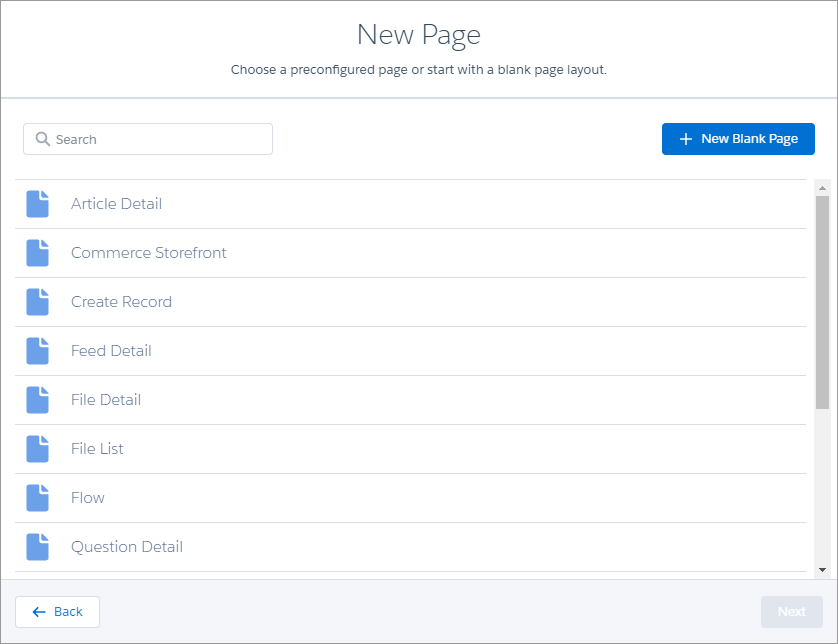 New Page
Choose a preconfigured page or start with a blank page layout.
Search
New Blank Page
Article Detail
Commerce Storefront
Create Record
Feed Detail
File Detail
File List
Flow
Question Detail
Back
Next